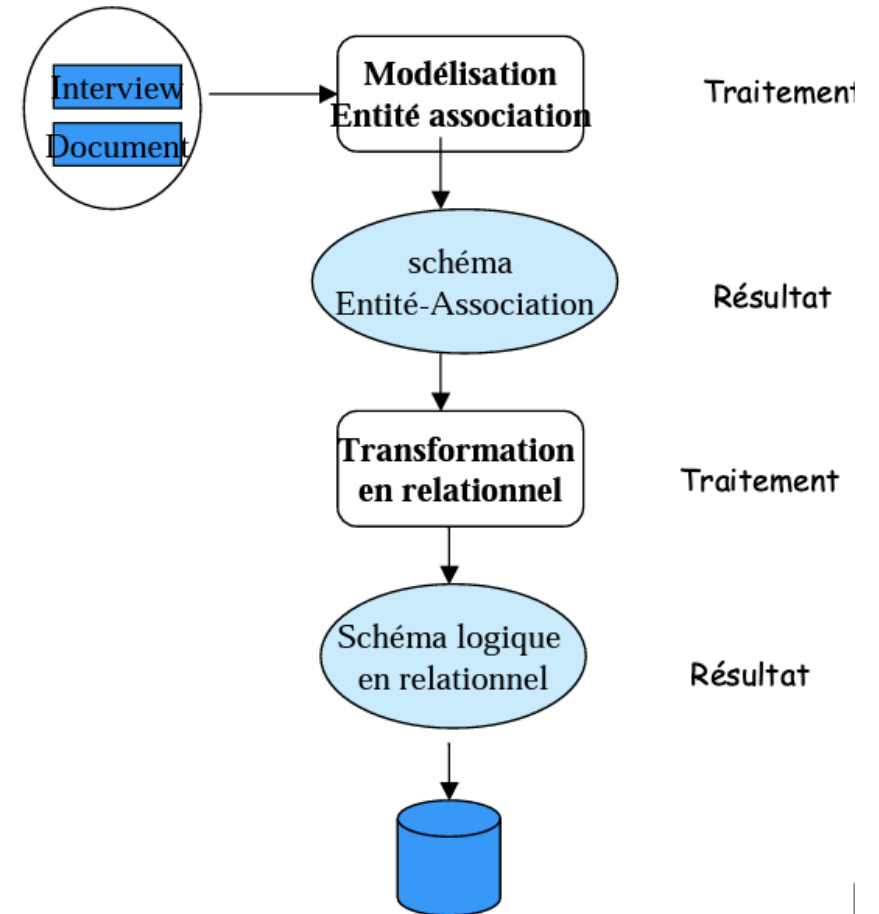 Interview
Document
Modélisation
Entité association
Traitement
schéma
Entité-Association
Résultat
Transformation
en relationnel
Traitement
Schéma logique
en relationnel
Résultat